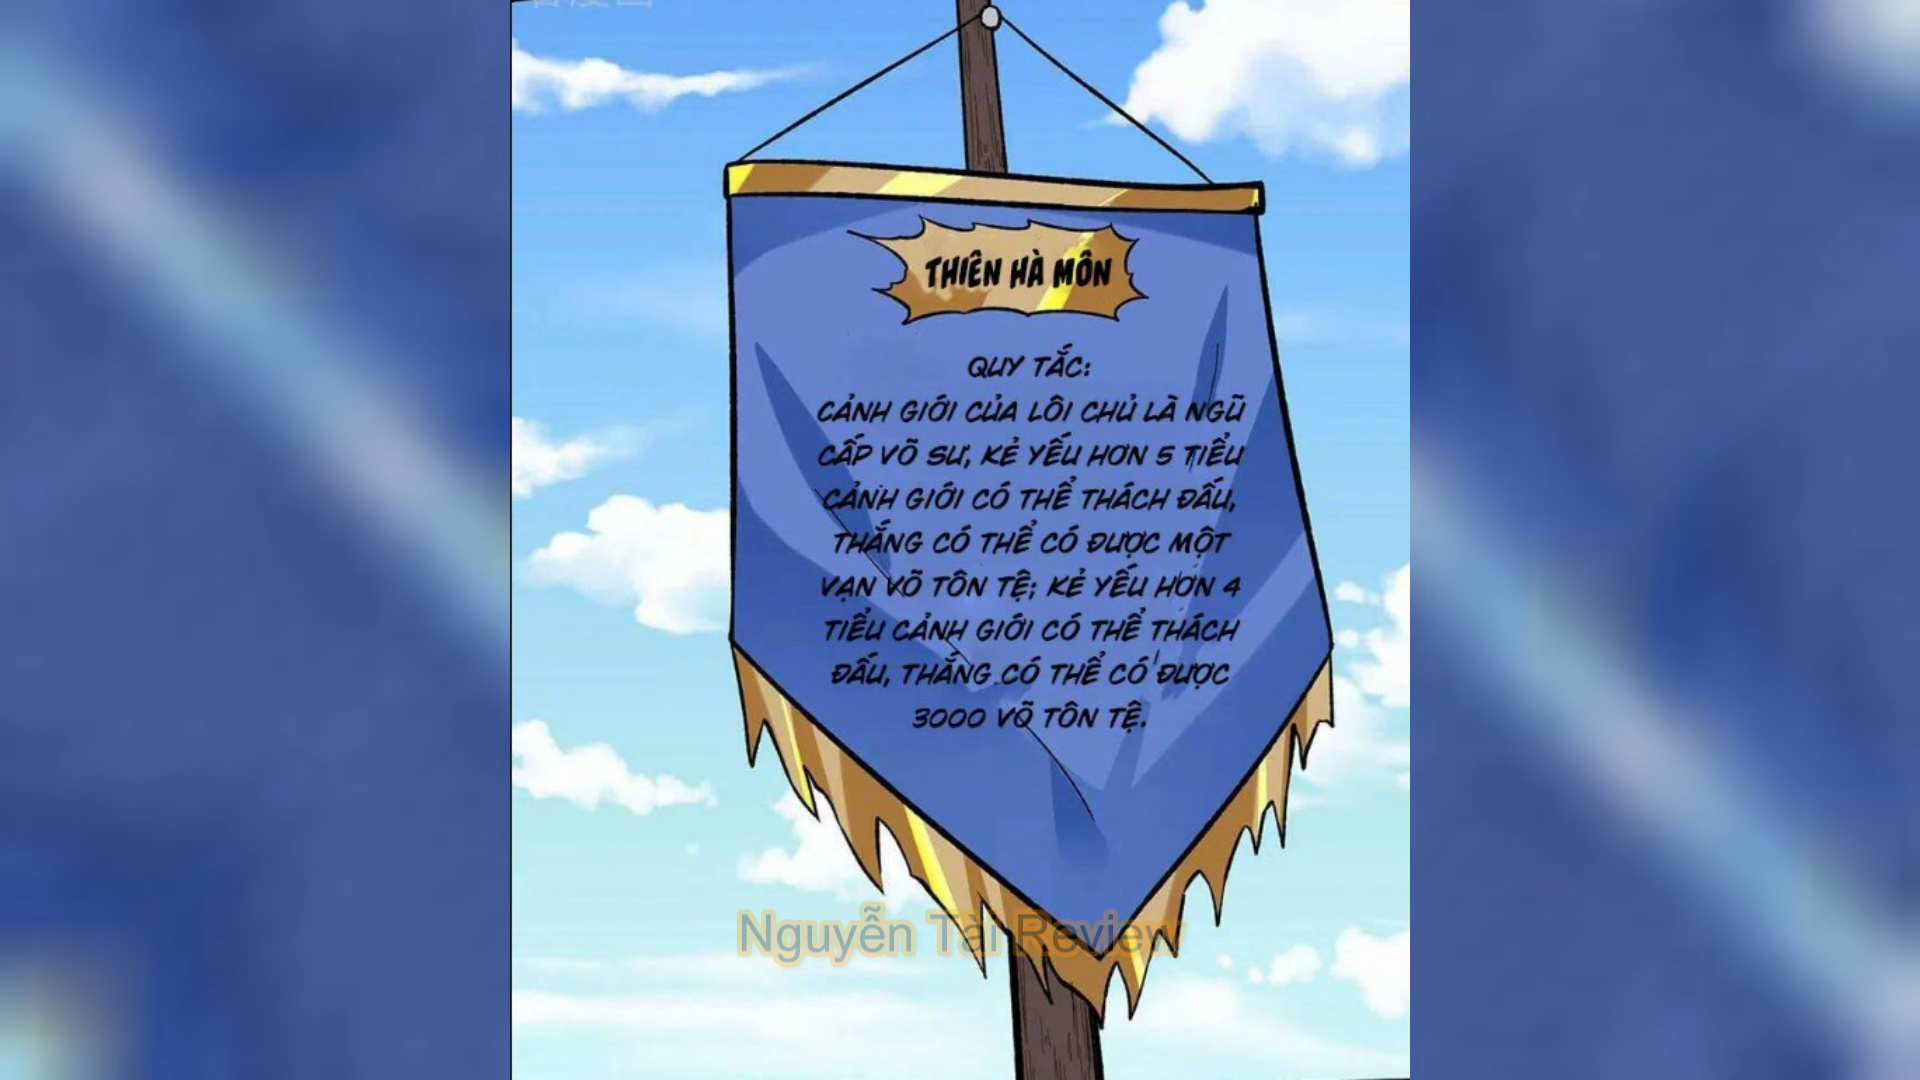 THIÊN HÀ MÔN
QUY TẮC:
CẢNH GIỚI CỦA LÔI CHỦ LÀ NGŨ
CẤP VÕ SƯ, KẺ YẾU HƠN 5 TIỂU
CẢNH GIỚI CÓ THỂ THÁCH ĐẤU,
THẮNG CÓ THỂ CÓ ĐƯỢC MỘT
VẠN VÕ TÔN TỆ; KẺ YẾU HƠN 4
TIỂU CẢNH GIỚI CÓ THỂ THÁCH
ĐẤU, THẮNG CÓ THỂ CÓ ĐƯỢC
3000 VÕ TÔN TỆ.
Nguyễn Tài Review